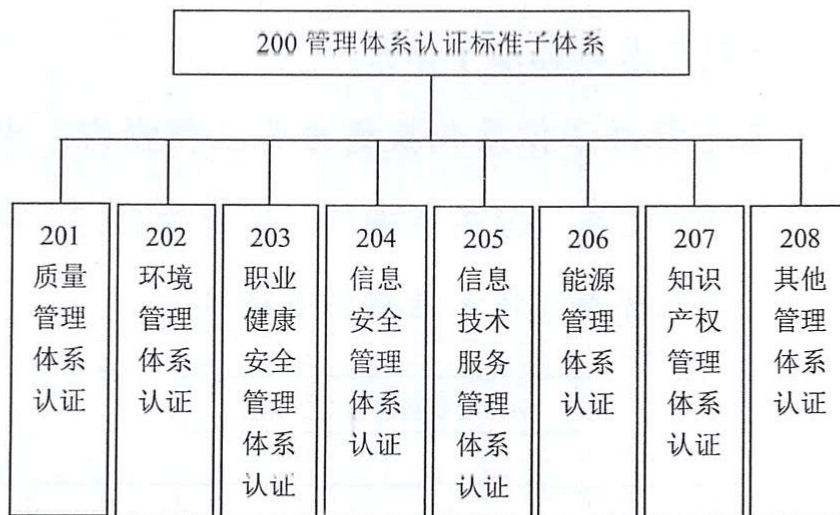 200 管理体系认证标准子体系
201
质量
管理
体系
认证
202
环境
管理
体系
认证
203
职业
健康
安全
管理
体系
认证
204
信息
安全
管理
体系
认证
205
信息
技术
服务
管理
体系
认证
206
能源
管理
体系
认证
207
知识
产权
管理
体系
认证
208
其他
管理
体系
认证